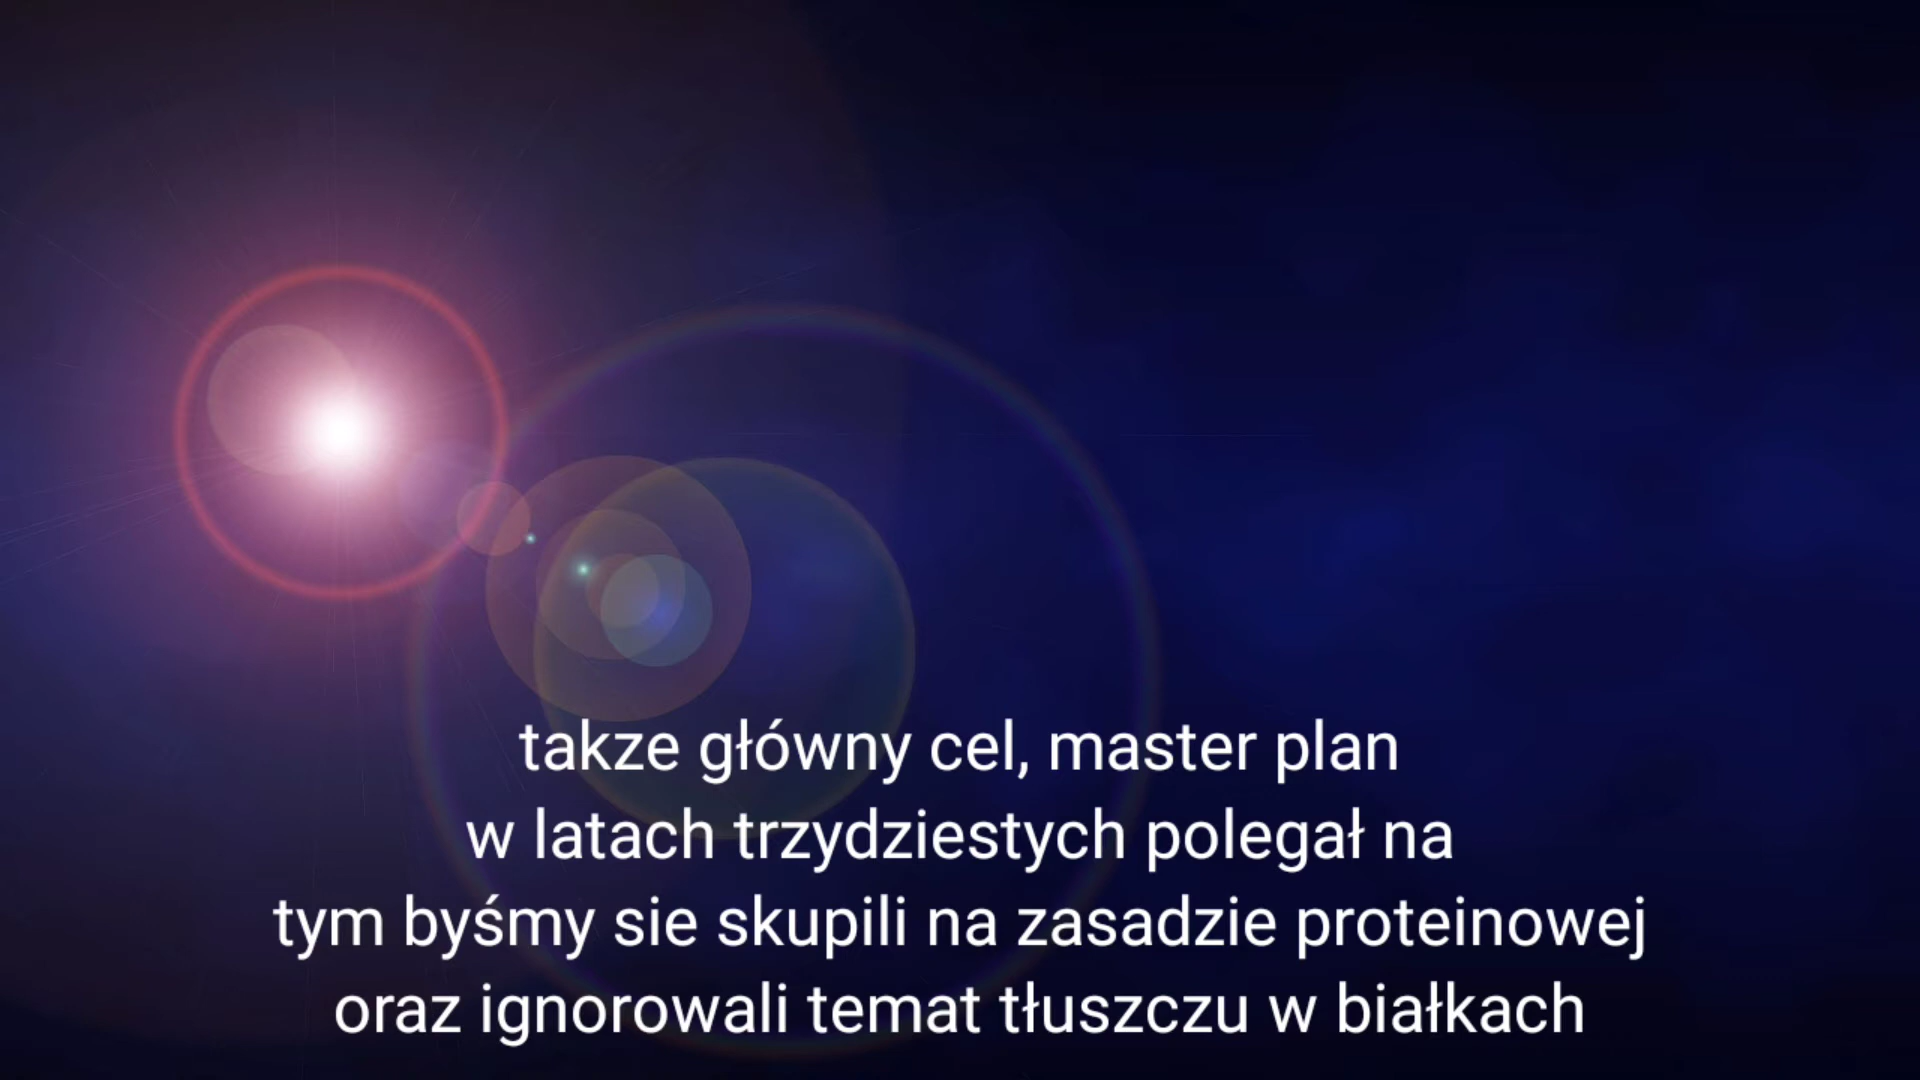 takze główny cel, master plan
w latach trzydziestych polegał na
tym byśmy sie skupili na zasadzie proteinowej
oraz ignorowali temat tłuszczu w białkach